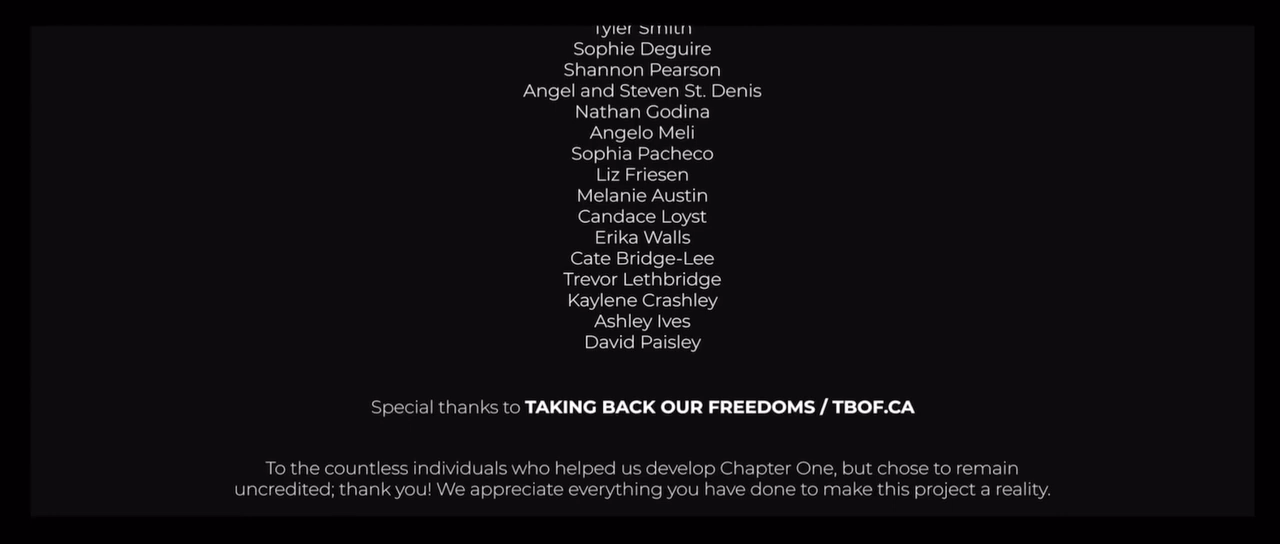 Tyler Smith
Sophie Deguire
Shannon Pearson
Angel and Steven St. Denis
Nathan Godina
Angelo Meli
Sophia Pacheco
Liz Friesen
Melanie Austin
Candace Loyst
Erika Walls
Cate Bridge-Lee
Trevor Lethbridge
Kaylene Crashley
Ashley Ives
David Paisley
Special thanks to TAKING BACK OUR FREEDOMS / TBOF.CA
To the countless individuals who helped us develop Chapter One, but chose to remain
uncredited; thank you! We appreciate everything you have done to make this project a reality.